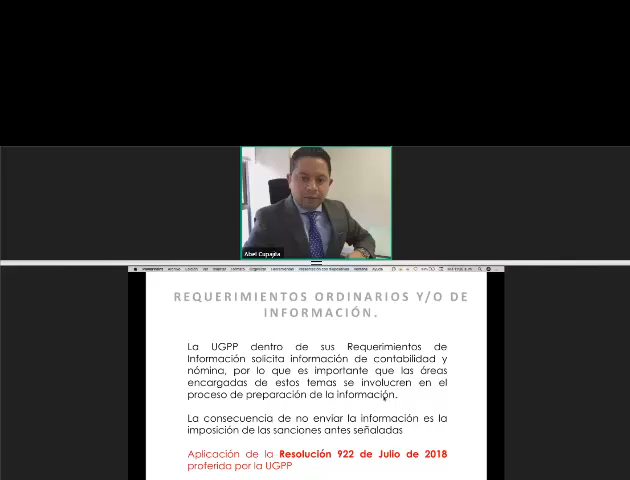 Abel Cupajita
REQUERIMIENTOS ORDINARIOS Y/O DE
INFORMACIÓN.
La UGPP dentro de sus Requerimientos de
Información solicita información de contabilidad y
nómina, por lo que es importante que las áreas
encargadas de estos temas se involucren en el
proceso de preparación de la información.
La consecuencia de no enviar la información es la
imposición de las sanciones antes señaladas
Aplicación de la Resolución 922 de Julio de 2018
proferida por la UGPP